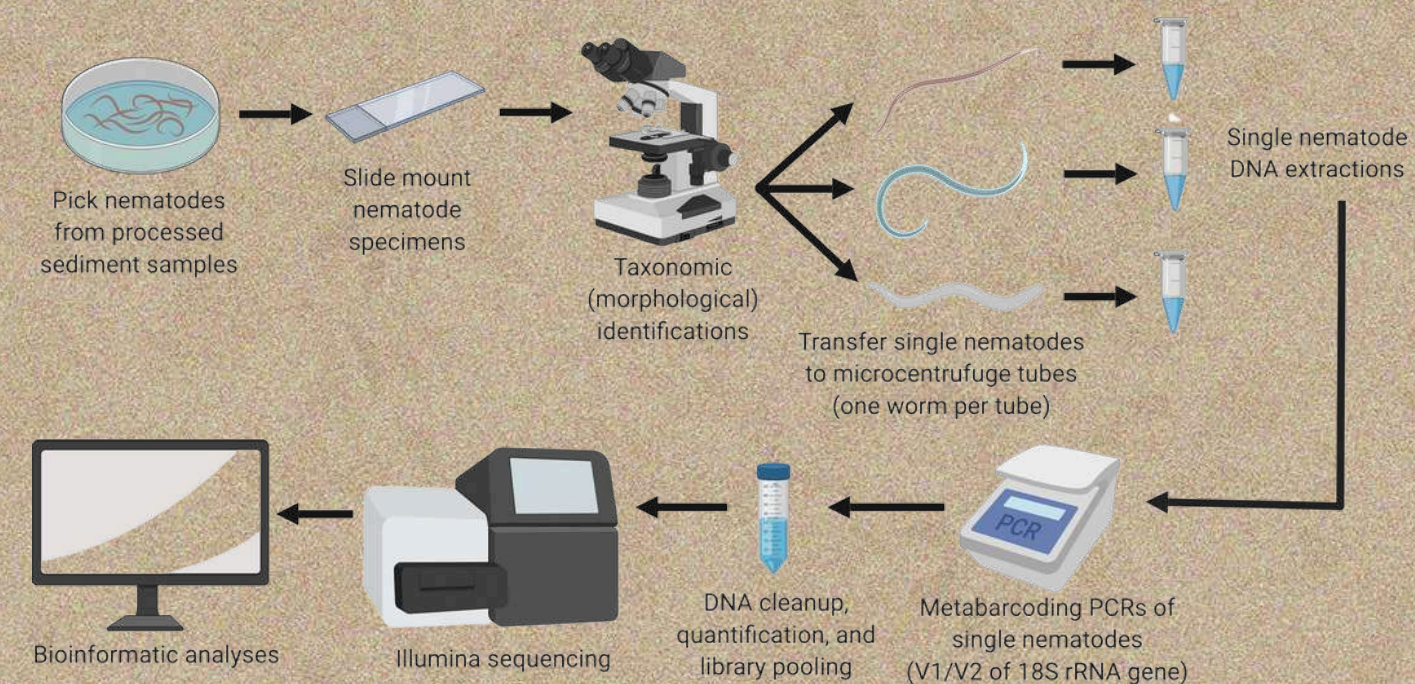 Pick nematodes
from processed
sediment samples
Slide mount
nematode
specimens
Taxonomic
(morphological)
identifications
Transfer single nematodes
to microcentrufuge tubes
(one worm per tube)
Single nematode
DNA extractions
PCR
Metabarcoding PCRs of
single nematodes
(V1/V2 of 18S rRNA gene)
DNA cleanup,
quantification, and
library pooling
Illumina sequencing
Bioinformatic analyses